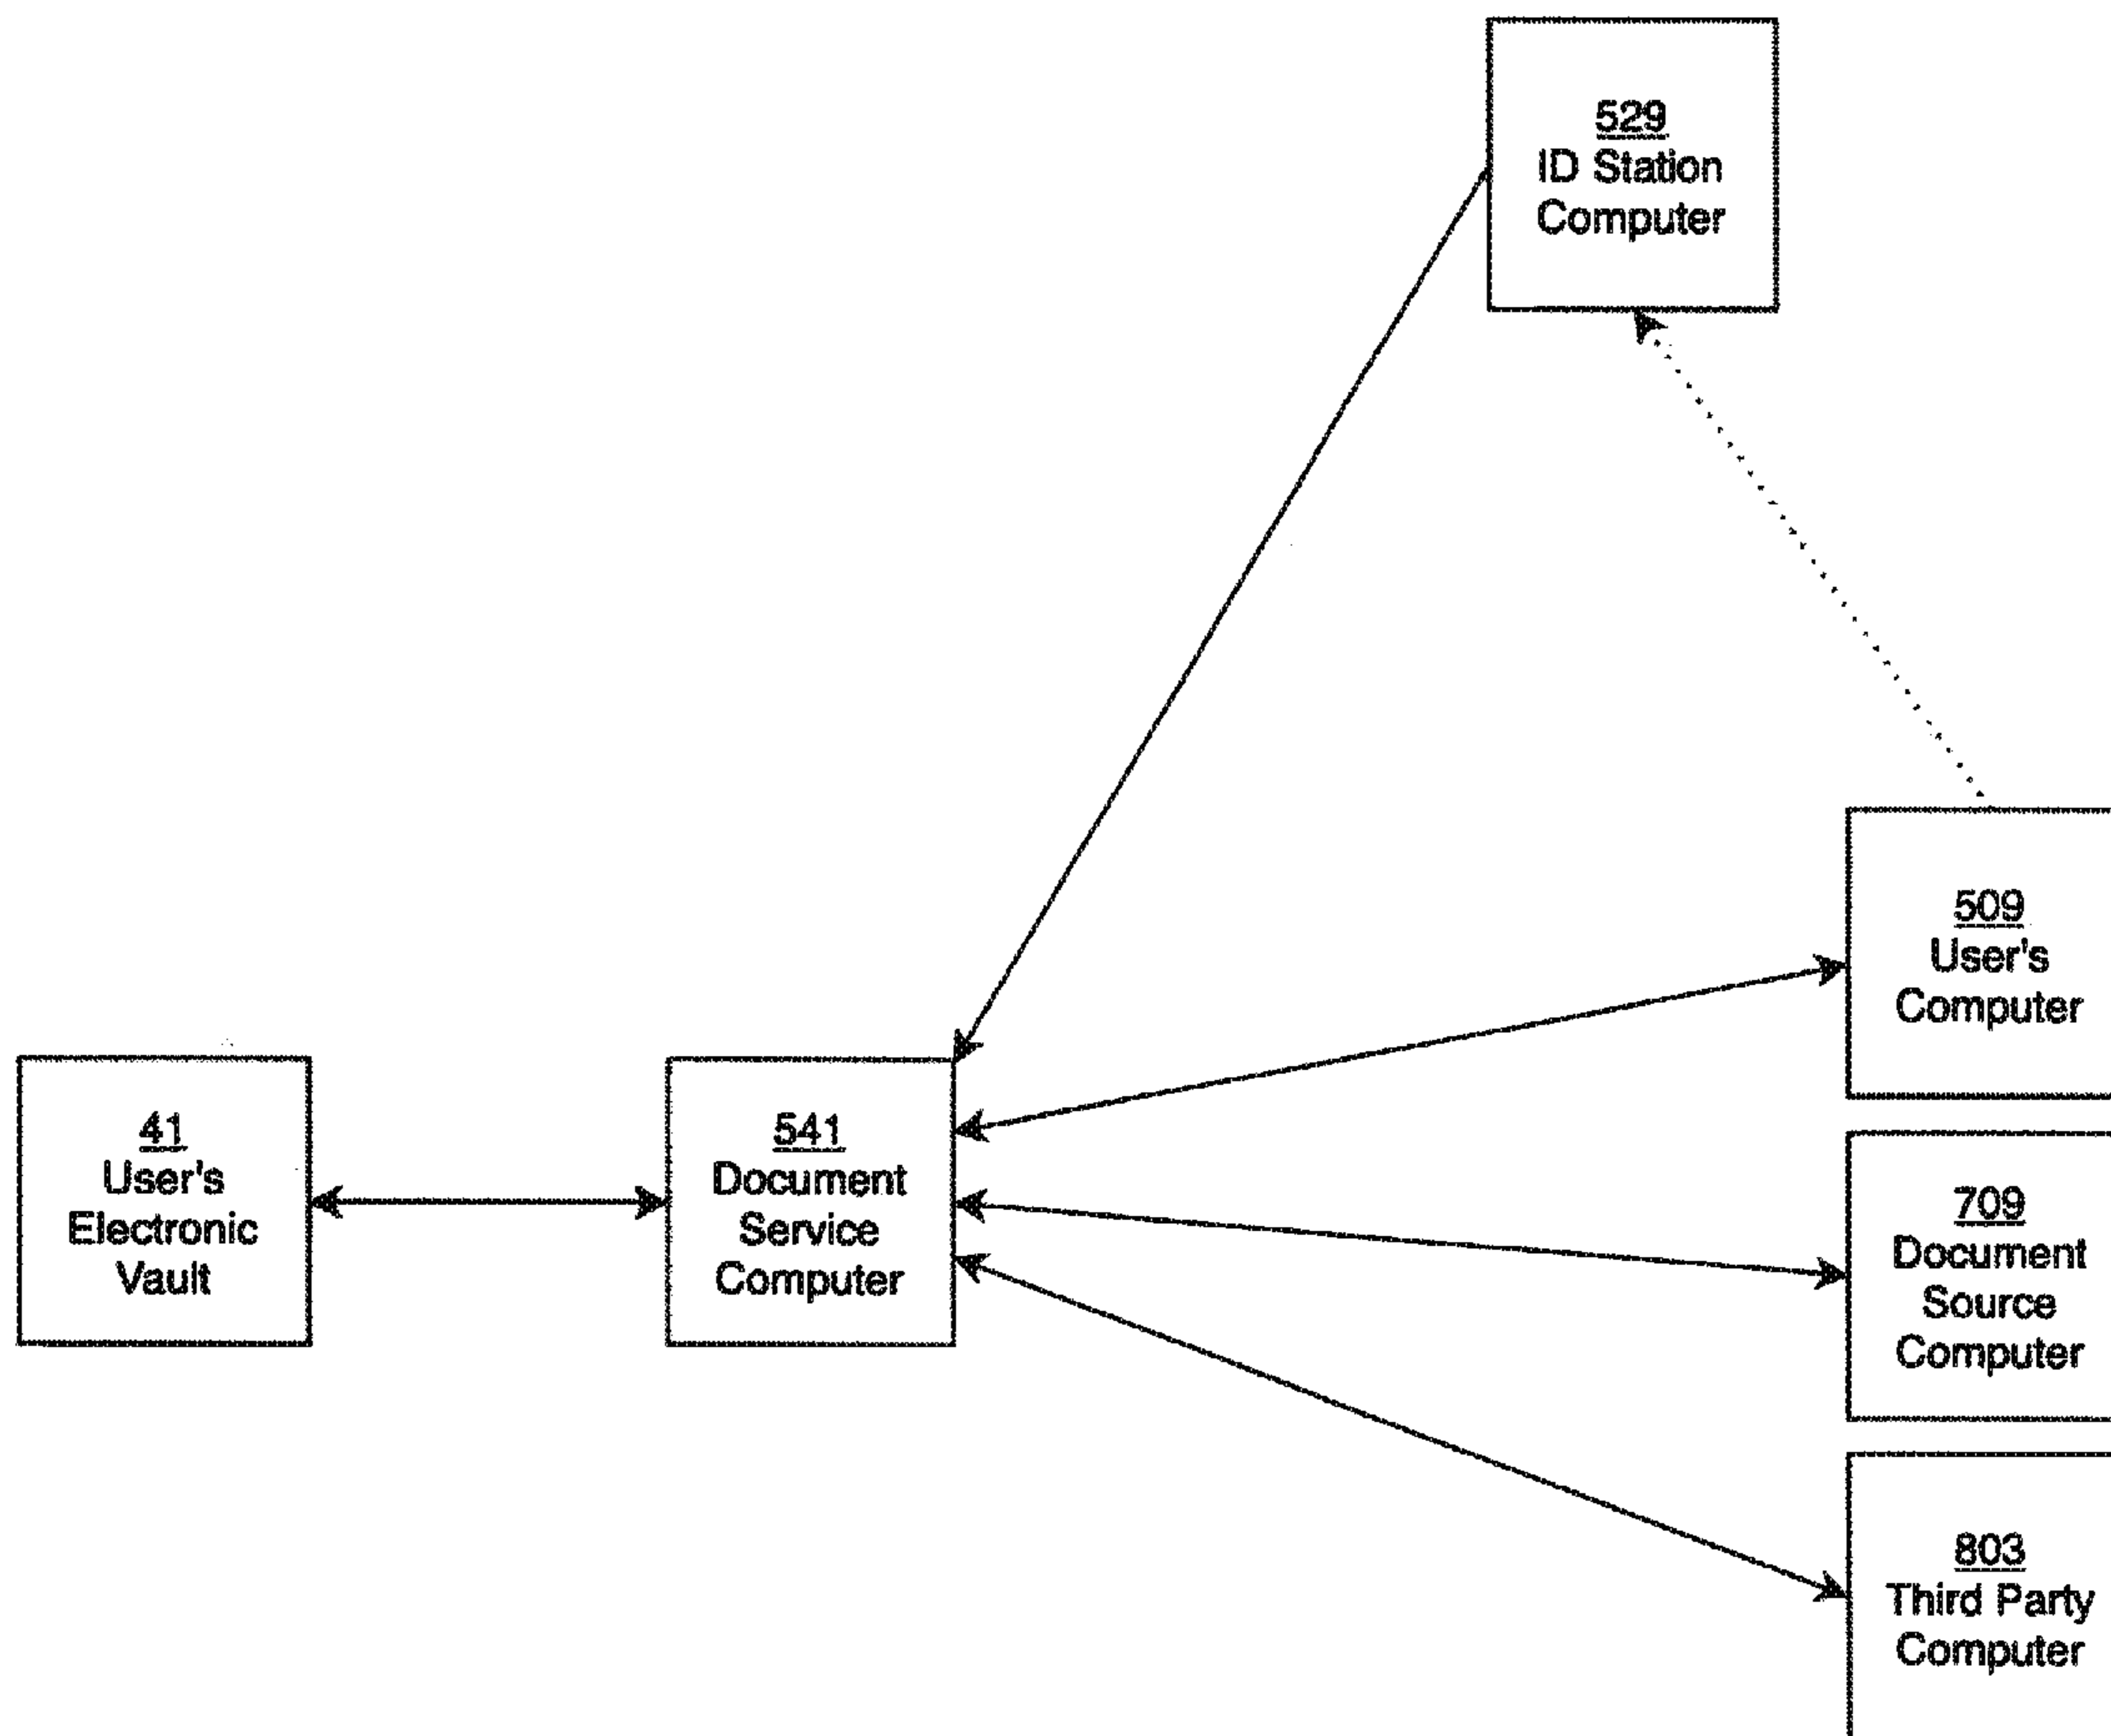 529
ID Station
Computer
509
User's
Computer
41
User's
Electronic
Vault
541
Document
Service
Computer
709
Document
Source
Computer
803
Third Party
Computer